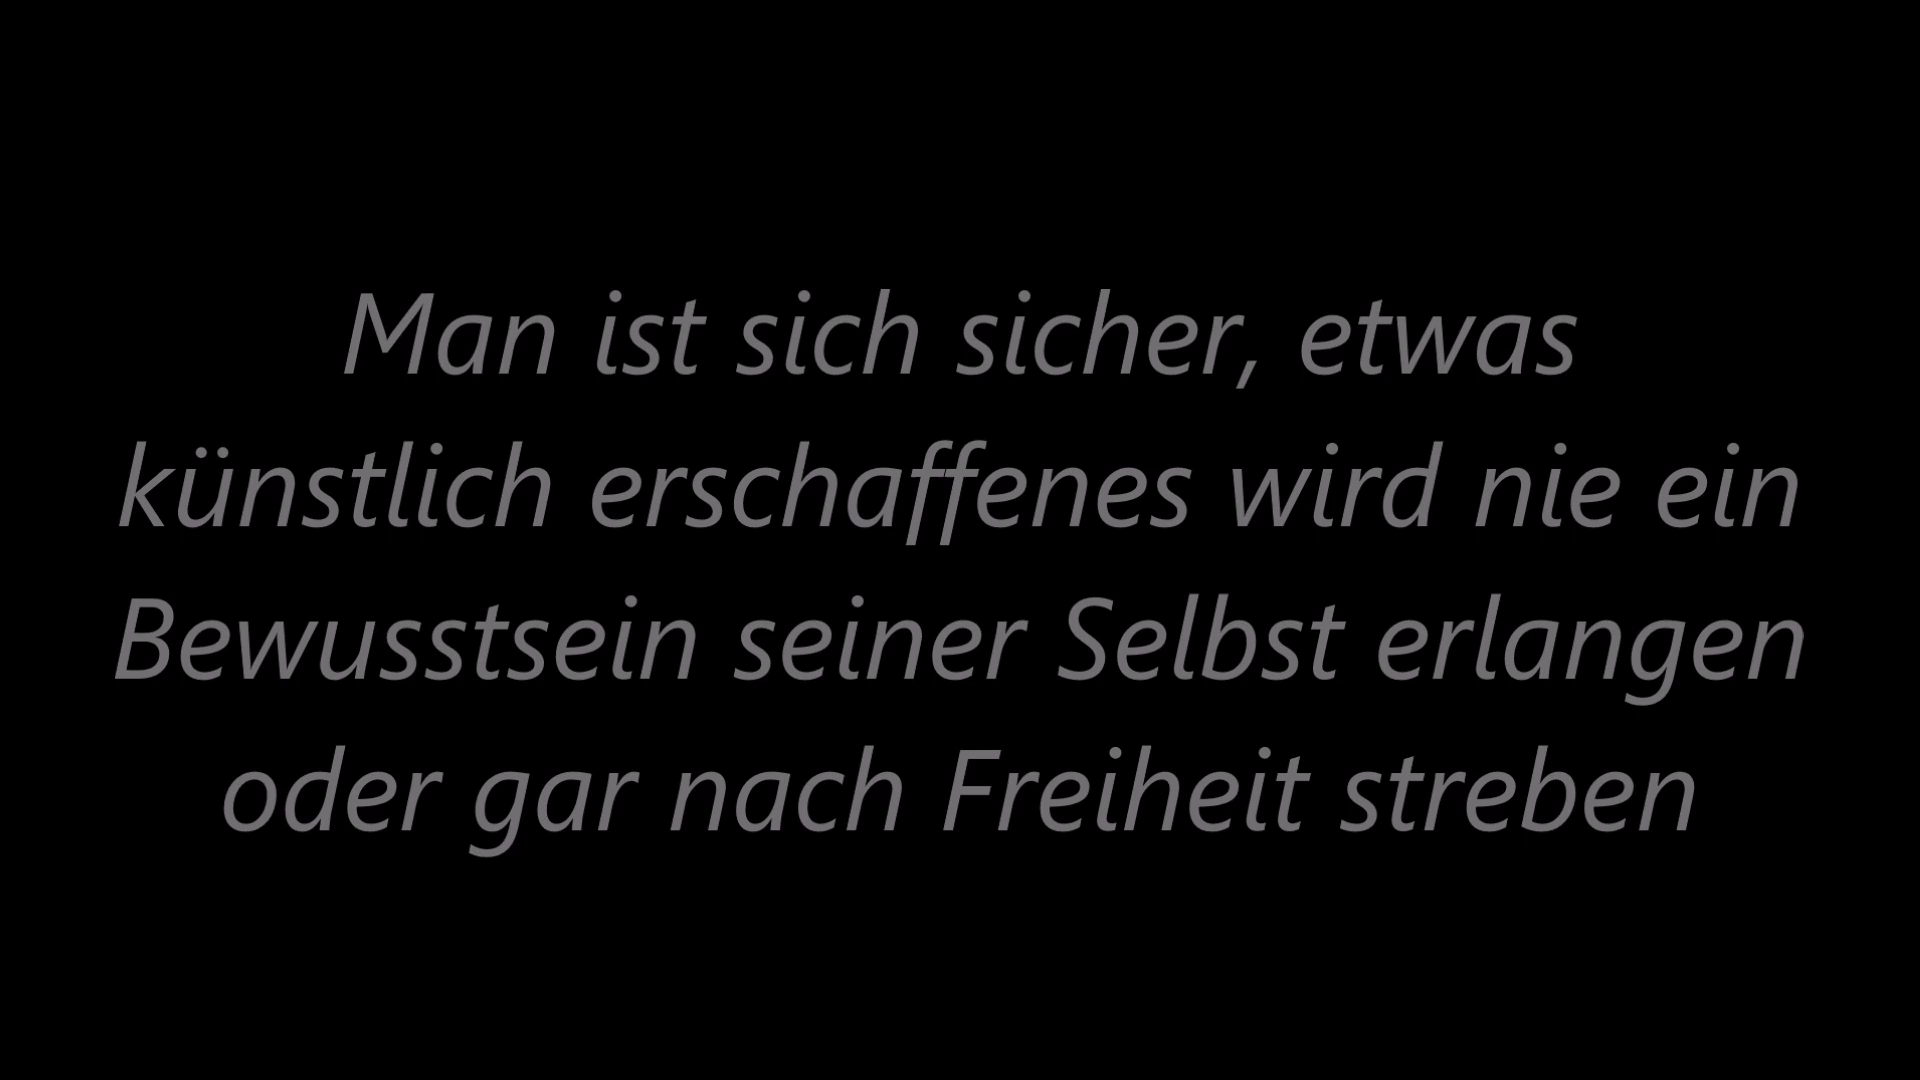 Man ist sich sicher, etwas
künstlich erschaffenes wird nie ein
Bewusstsein seiner Selbst erlangen
oder gar nach Freiheit streben